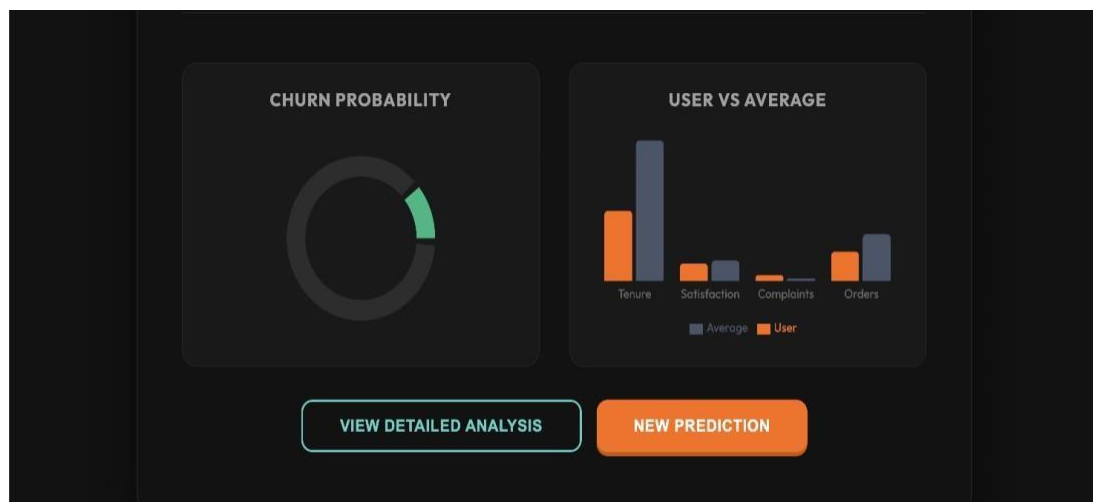 CHURN PROBABILITY
USER VS AVERAGE
Tenure
Satisfaction
Complaints
Orders
Average
User
VIEW DETAILED ANALYSIS
NEW PREDICTION